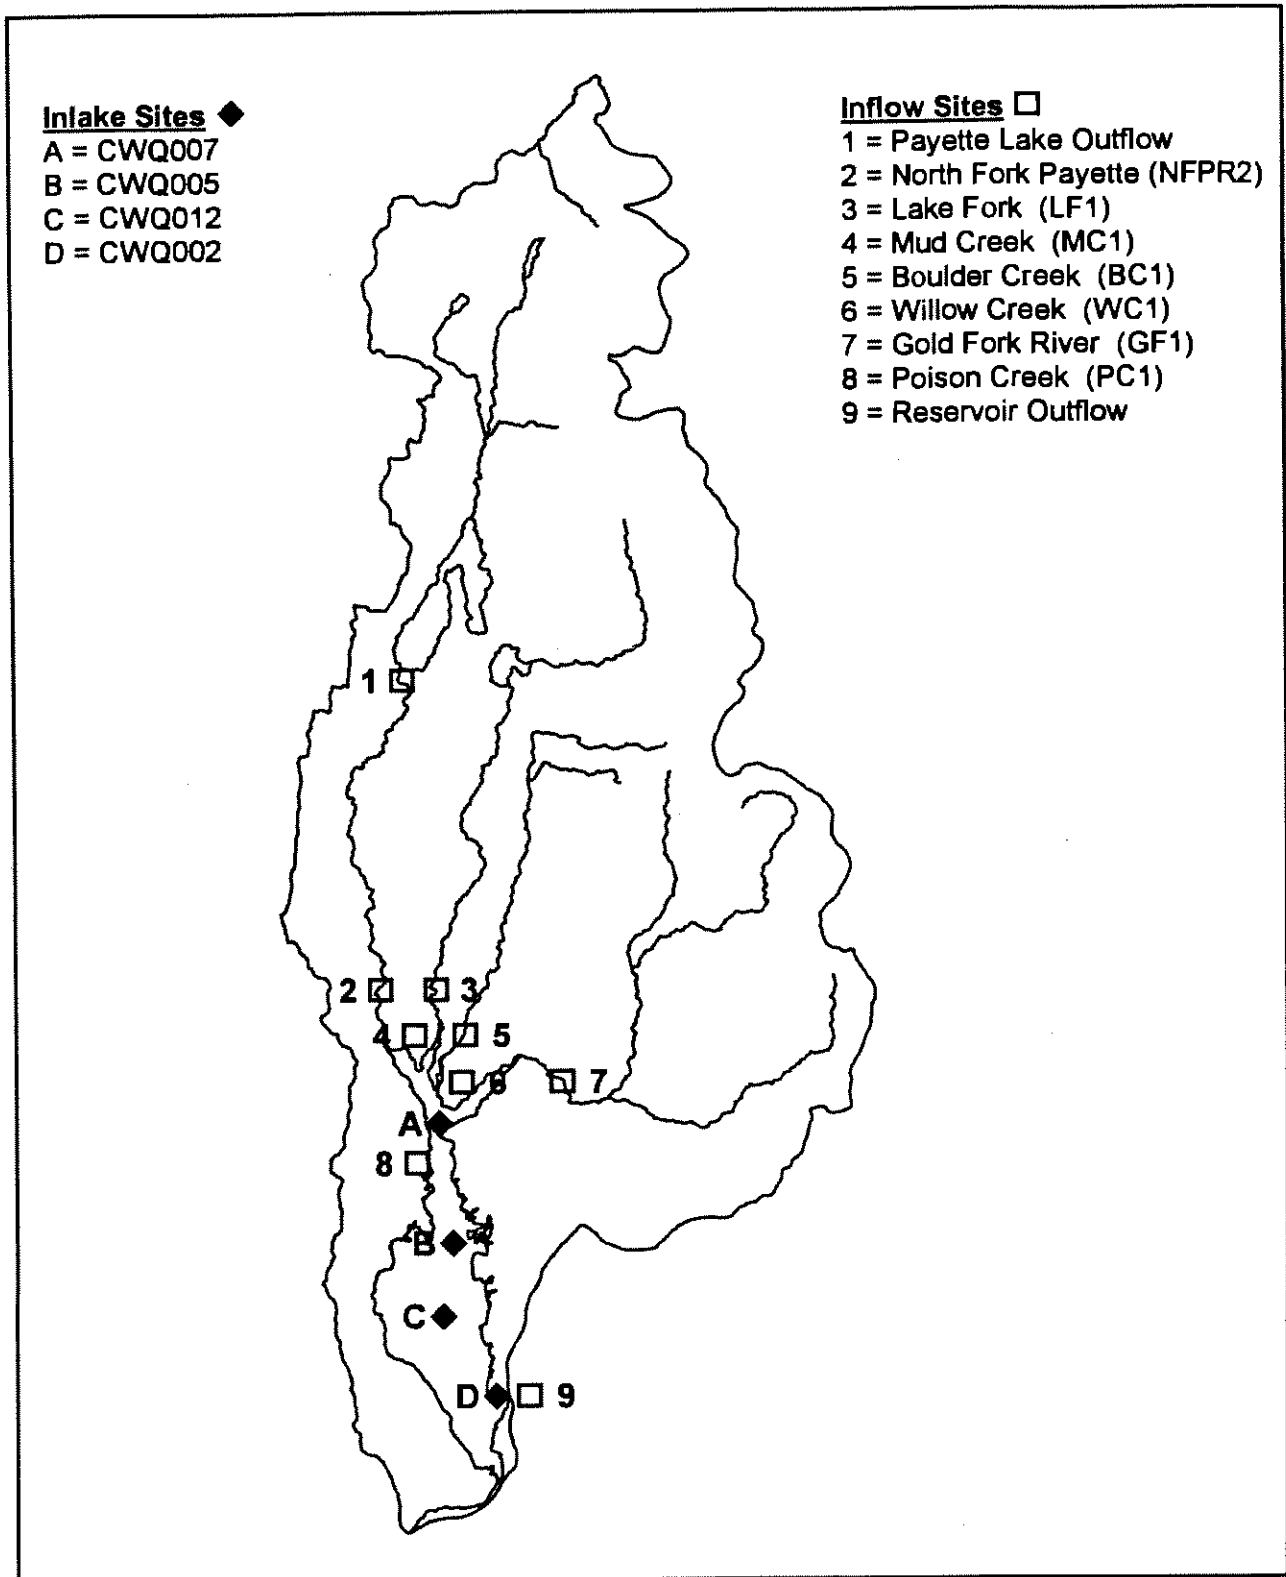 Inlake Sites ◆
A = CWQ007
B = CWQ005
C = CWQ012
D = CWQ002
Inflow Sites □
1 = Payette Lake Outflow
2 = North Fork Payette (NFPR2)
3 = Lake Fork (LF1)
4 = Mud Creek (MC1)
5 = Boulder Creek (BC1)
6 = Willow Creek (WC1)
7 = Gold Fork River (GF1)
8 = Poison Creek (PC1)
9 = Reservoir Outflow
1
2
3
4
5
6
7
A
8
B
C
D
9